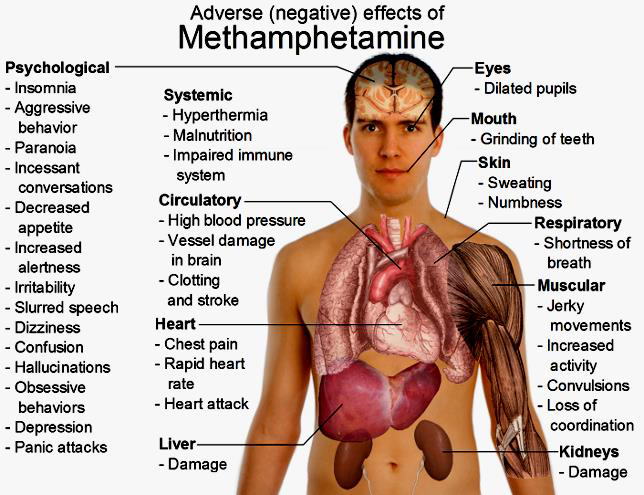 Adverse (negative) effects of
Methamphetamine
Psychological
- Insomnia
- Aggressive
behavior
- Paranoia
- Incessant
conversations
- Decreased
appetite
- Increased
alertness
- Irritability
- Slurred speech
- Dizziness
- Confusion
- Hallucinations
- Obsessive
behaviors
- Depression
- Panic attacks
Systemic
- Hyperthermia
- Malnutrition
- Impaired immune
system
Circulatory
- High blood pressure
- Vessel damage
in brain
- Clotting
and stroke
Heart
- Chest pain
- Rapid heart
rate
- Heart attack
Liver
- Damage
Eyes
- Dilated pupils
Mouth
- Grinding of teeth
Skin
- Sweating
- Numbness
Respiratory
- Shortness of
breath
Muscular
- Jerky
movements
- Increased
activity
- Convulsions
- Loss of
coordination
Kidneys
- Damage